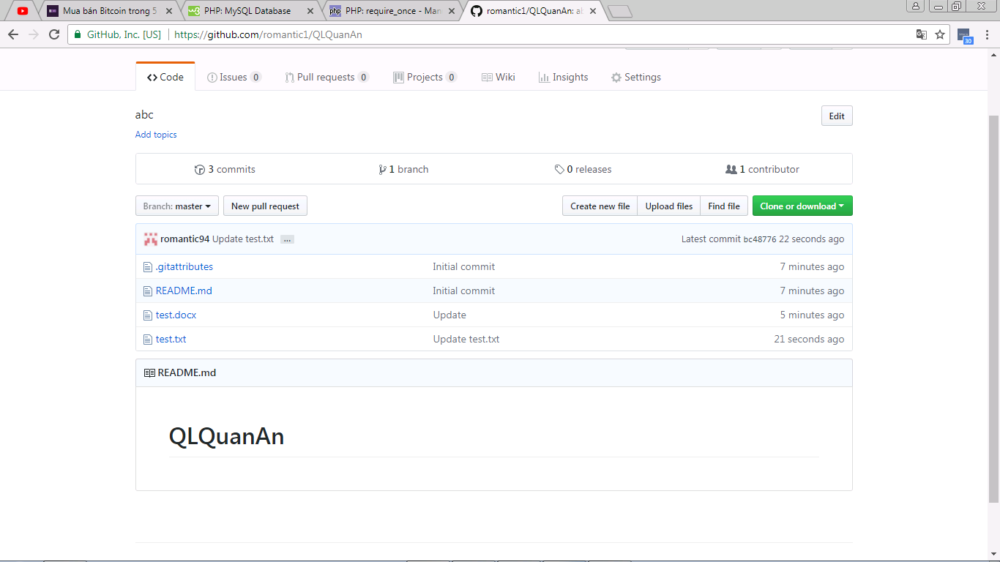 Mua bán Bitcoin trong 5
PHP: MySQL Database
PHP: require_once - Man
romantic1/QLQuanAn: ab
GitHub, Inc. [US] https://github.com/romantic1/QLQuanAn
30
Code Issues 0 Pull requests 0 Projects 0 Wiki Insights Settings
abc
Edit
Add topics
3 commits 1 branch 0 releases 1 contributor
Branch: master New pull request Create new file Upload files Find file Clone or download
romantic94 Update test.txt ... Latest commit bc48776 22 seconds ago
.gitattributes Initial commit 7 minutes ago
README.md Initial commit 7 minutes ago
test.docx Update 5 minutes ago
test.txt Update test.txt 21 seconds ago
README.md
QLQuanAn